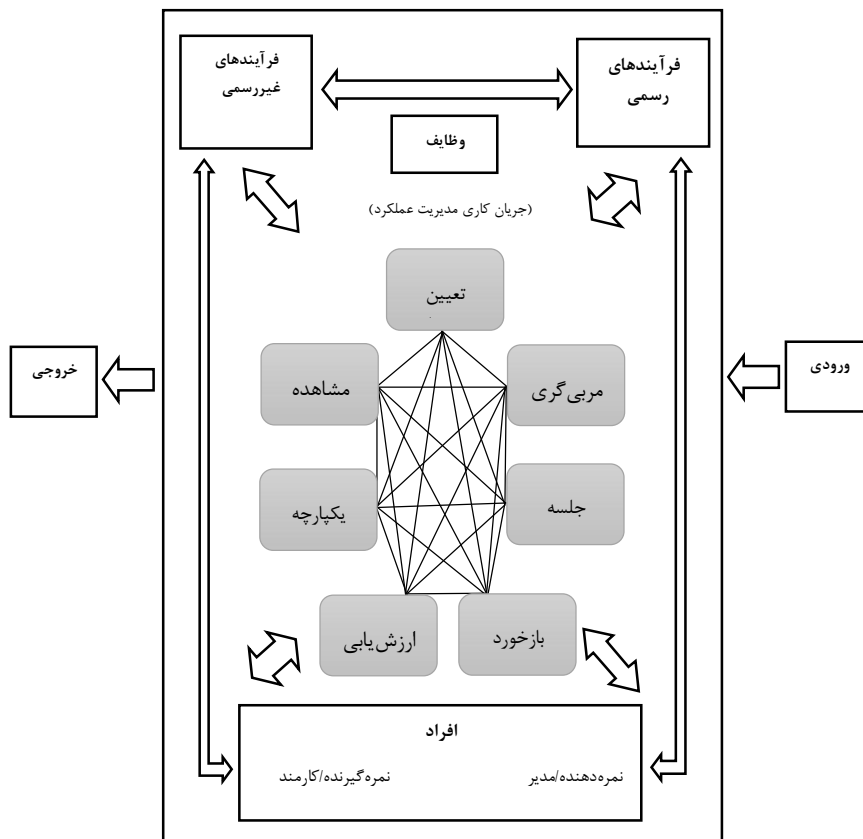 فرآیندهای
رسمی
فرآیندهای
غیررسمی
وظایف
(جریان کاری مدیریت عملکرد)
تعیین
مربی‌گری
مشاهده
ورودی
خروجی
جلسه
یکپارچه
بازخورد
ارزش‌یابی
افراد
نمره‌دهنده/مدیر
نمره‌گیرنده/کارمند